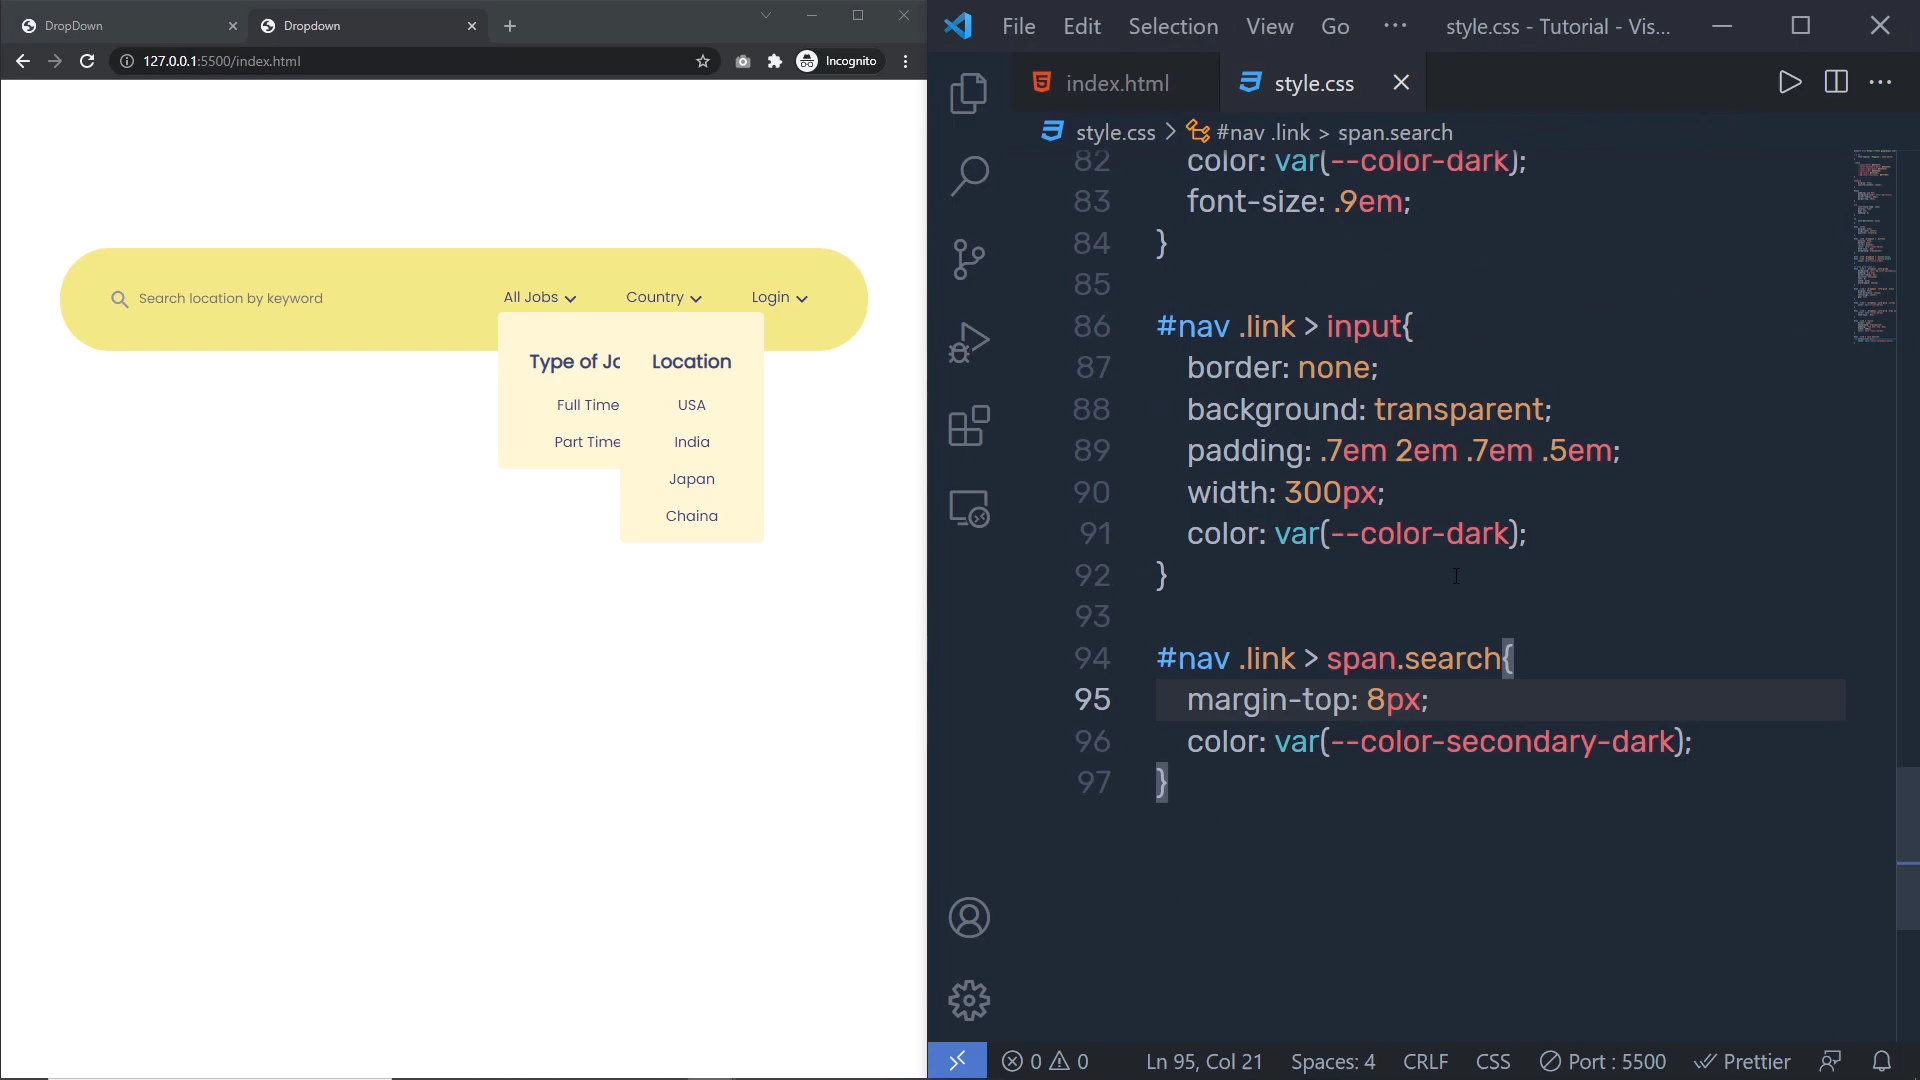 DropDown
Dropdown
127.0.0.1:5500/index.html
Incognito
Search location by keyword
All Jobs
Country
Login
Type of Jo
Location
Full Time
USA
Part Time
India
Japan
Chaina
File Edit Selection View Go ··· style.css - Tutorial - Vis...
index.html
style.css
style.css > #nav .link > span.search
82 color: var(--color-dark);
83 font-size: .9em;
84 }
85
86 #nav .link > input{
87 border: none;
88 background: transparent;
89 padding: .7em 2em .7em .5em;
90 width: 300px;
91 color: var(--color-dark);
92 }
93
94 #nav .link > span.search{
95 margin-top: 8px;
96 color: var(--color-secondary-dark);
97 }
0 0 Ln 95, Col 21 Spaces: 4 CRLF CSS Port : 5500 Prettier